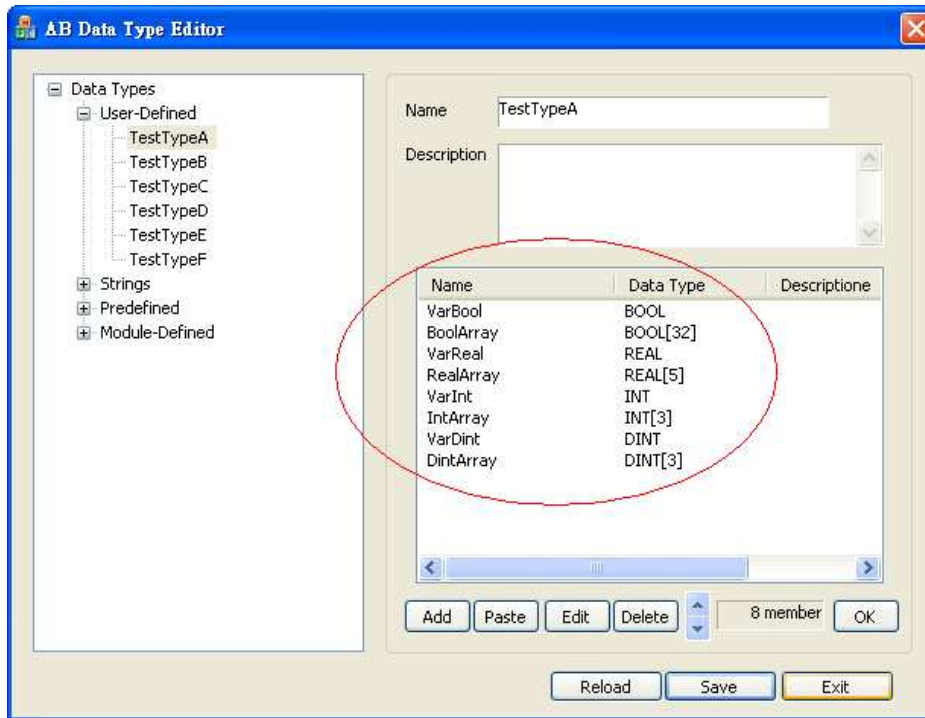 AB Data Type Editor
Data Types
User-Defined
TestTypeA
TestTypeB
TestTypeC
TestTypeD
TestTypeE
TestTypeF
Strings
Predefined
Module-Defined
Name TestTypeA
Description
Name Data Type Descriptione
VarBool BOOL
BoolArray BOOL[32]
VarReal REAL
RealArray REAL[5]
VarInt INT
IntArray INT[3]
VarDint DINT
DintArray DINT[3]
Add Paste Edit Delete 8 member OK
Reload Save Exit